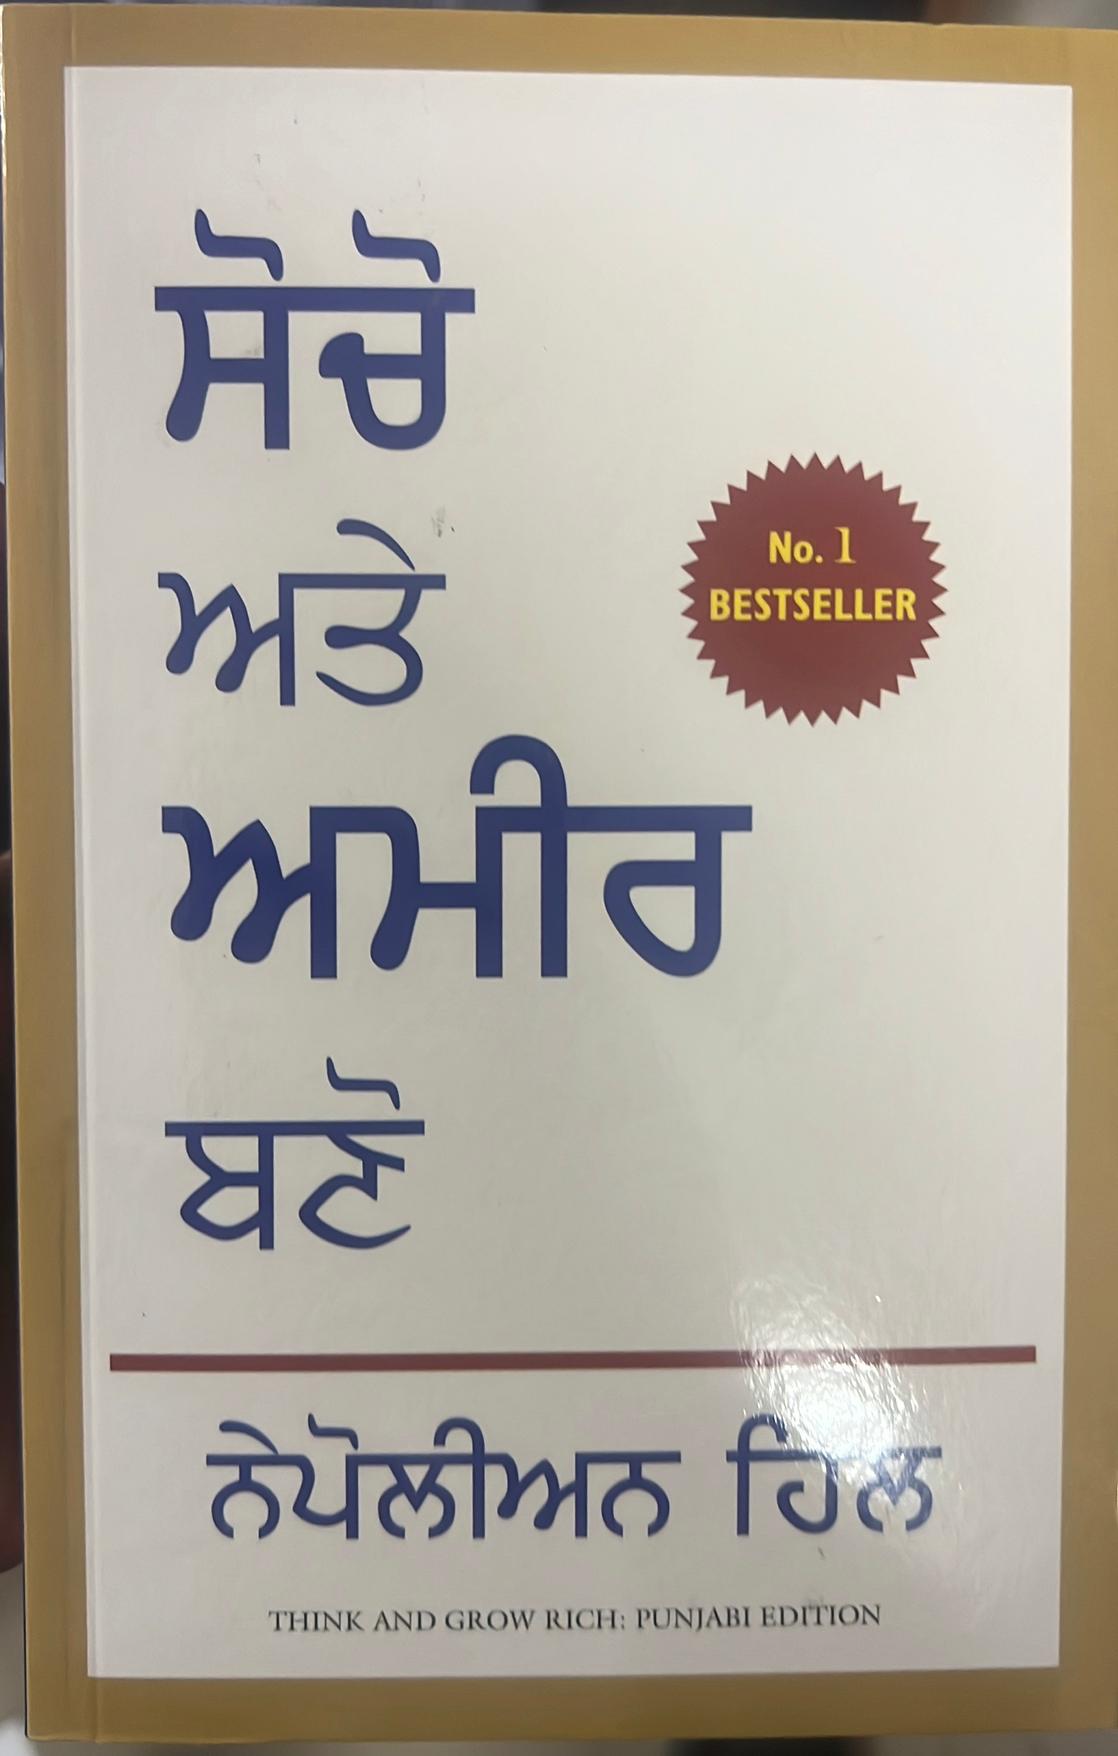 ਸੋਚੋ
ਅਤੇ
ਅਮੀਰ
ਬਣੋ
No. 1
BESTSELLER
ਨੇਪੋਲੀਅਨ ਹਿਲ
THINK AND GROW RICH: PUNJABI EDITION